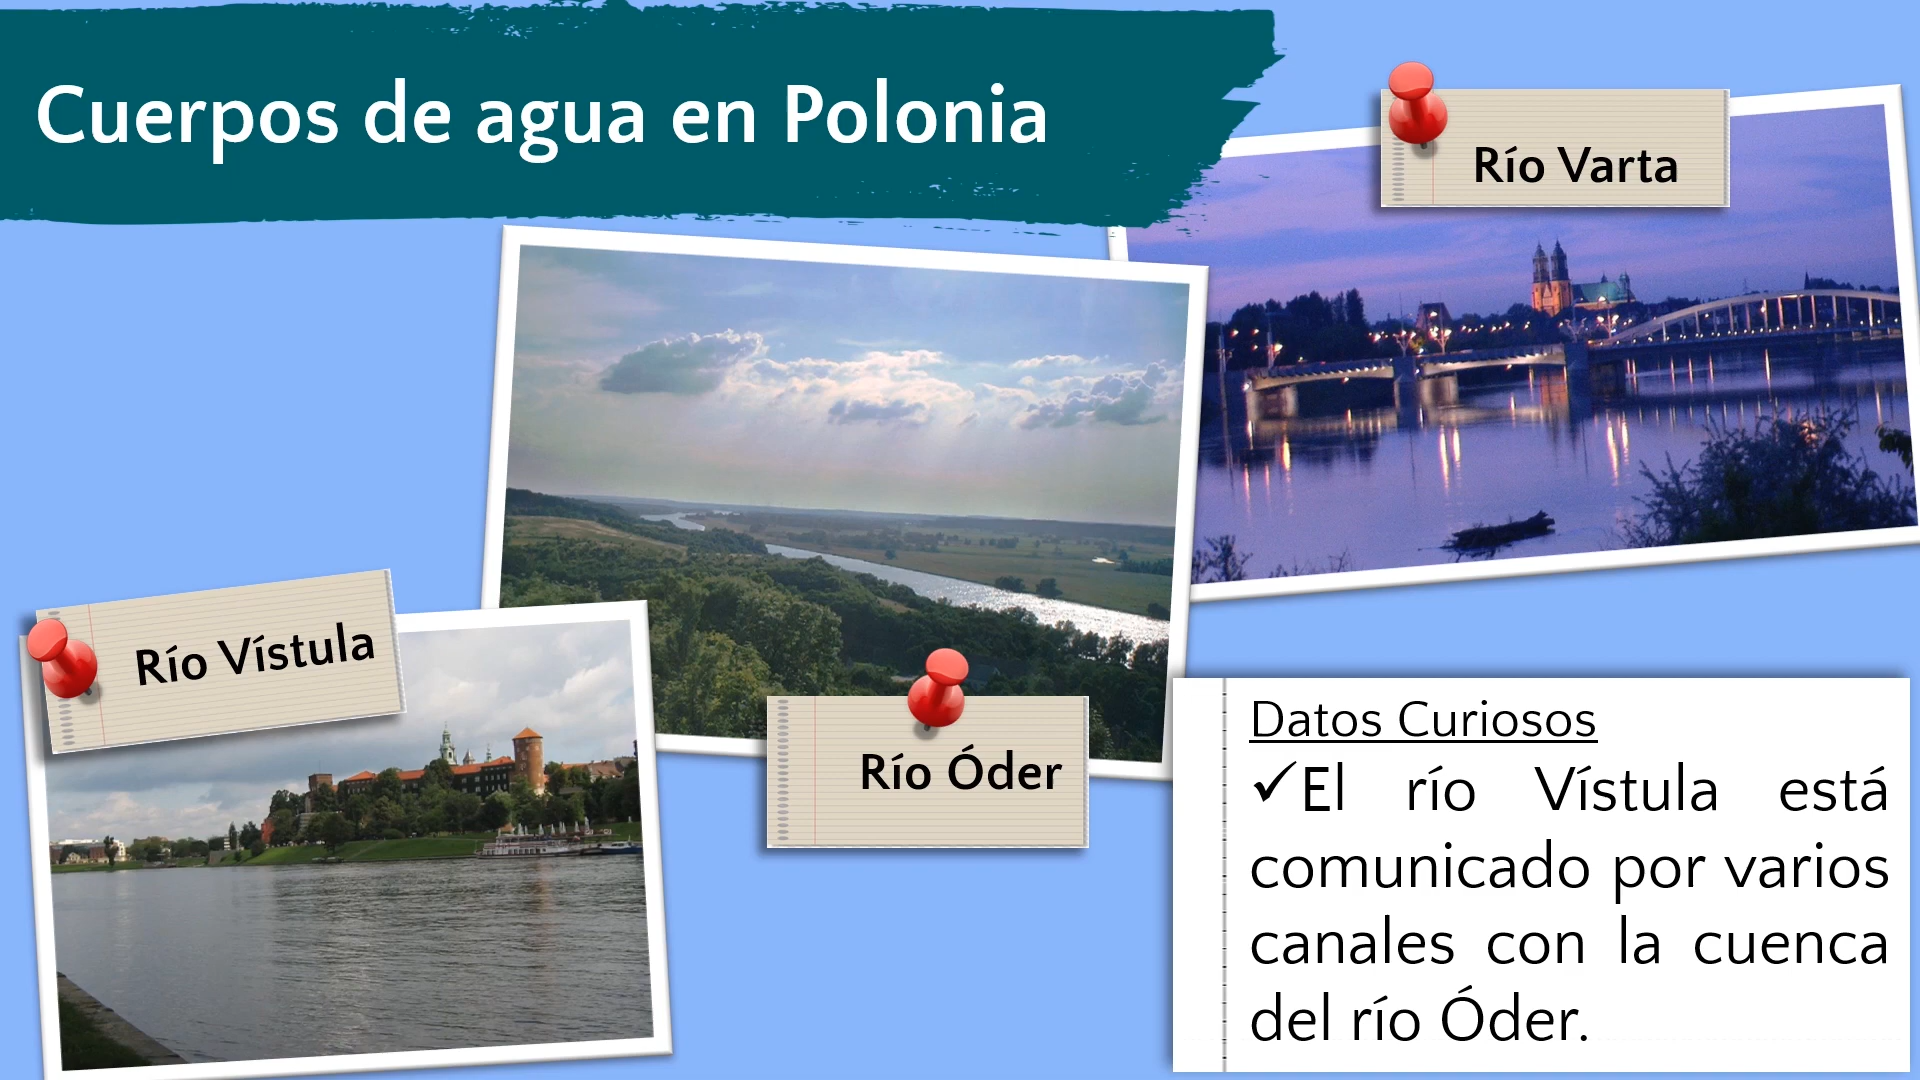 Cuerpos de agua en Polonia
Río Varta
Río Vístula
Río Óder
Datos Curiosos
✓El río Vístula está
comunicado por varios
canales con la cuenca
del río Óder.